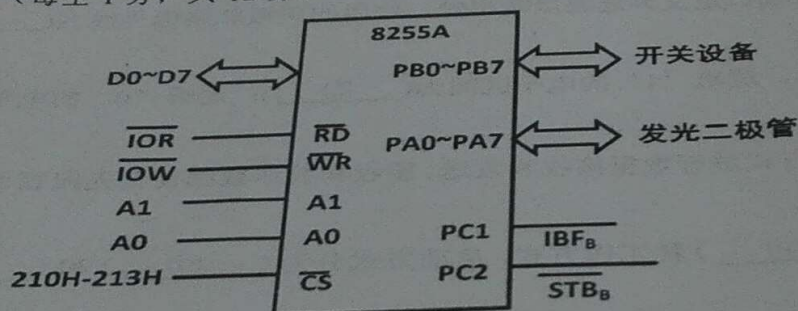 8255A
D0~D7
PB0~PB7
开关设备
IOR
RD
PA0~PA7
发光二极管
IOW
WR
A1
A1
A0
A0
PC1
IBFB
210H-213H
CS
PC2
STBB